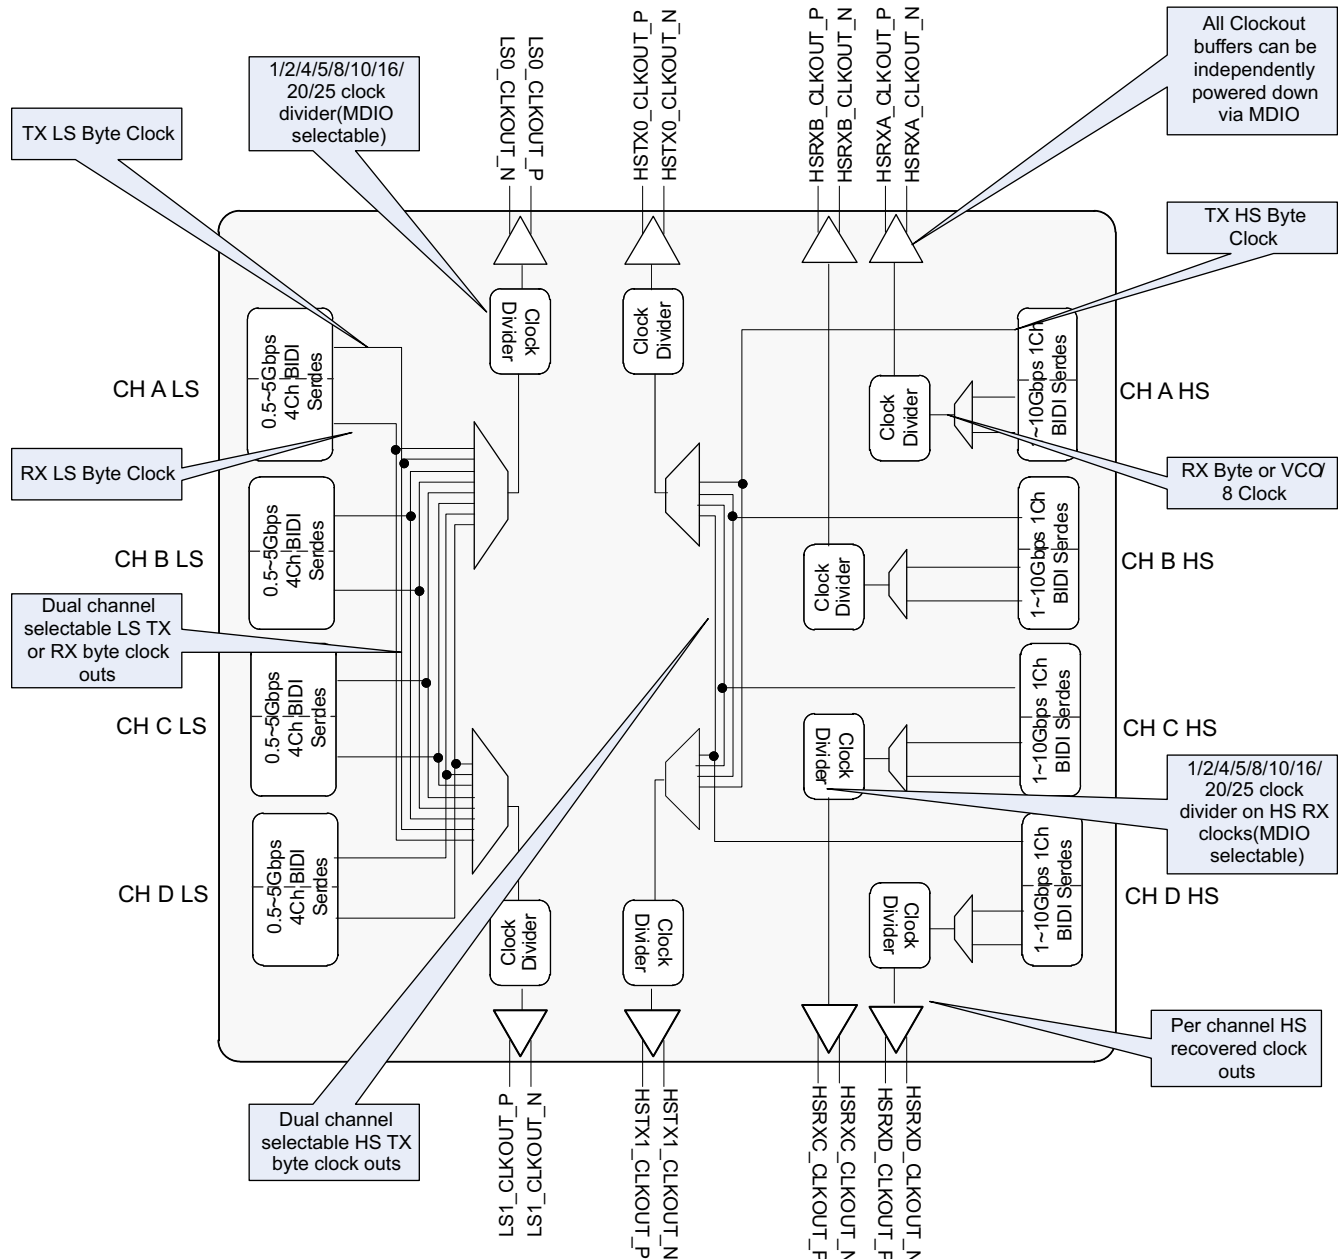 LS0_CLKOUT_N
LS0_CLKOUT_P
HSTX0_CLKOUT_P
HSTX0_CLKOUT_N
HSRXB_CLKOUT_P
HSRXB_CLKOUT_N
HSRXA_CLKOUT_P
HSRXA_CLKOUT_N
All Clockout
buffers can be
independently
powered down
via MDIO
1/2/4/5/8/10/16/
20/25 clock
divider(MDIO
selectable)
TX LS Byte Clock
TX HS Byte
Clock
Clock
Divider
Clock
Divider
CH A LS
0.5~5Gbps
4Ch BIDI
Serdes
Clock
Divider
1~10Gbps 1Ch
BIDI Serdes
CH A HS
RX LS Byte Clock
RX Byte or VCO/
8 Clock
CH B LS
0.5~5Gbps
4Ch BIDI
Serdes
Clock
Divider
1~10Gbps 1Ch
BIDI Serdes
CH B HS
Dual channel
selectable LS TX
or RX byte clock
outs
CH C LS
0.5~5Gbps
4Ch BIDI
Serdes
Clock
Divider
1~10Gbps 1Ch
BIDI Serdes
CH C HS
1/2/4/5/8/10/16/
20/25 clock
divider on HS RX
clocks(MDIO
selectable)
CH D LS
0.5~5Gbps
4Ch BIDI
Serdes
Clock
Divider
Clock
Divider
Clock
Divider
1~10Gbps 1Ch
BIDI Serdes
CH D HS
Per channel HS
recovered clock
outs
Dual channel
selectable HS TX
byte clock outs
LS1_CLKOUT_P
LS1_CLKOUT_N
HSTX1_CLKOUT_P
HSTX1_CLKOUT_N
HSRXC_CLKOUT_P
HSRXC_CLKOUT_N
HSRXD_CLKOUT_P
HSRXD_CLKOUT_N